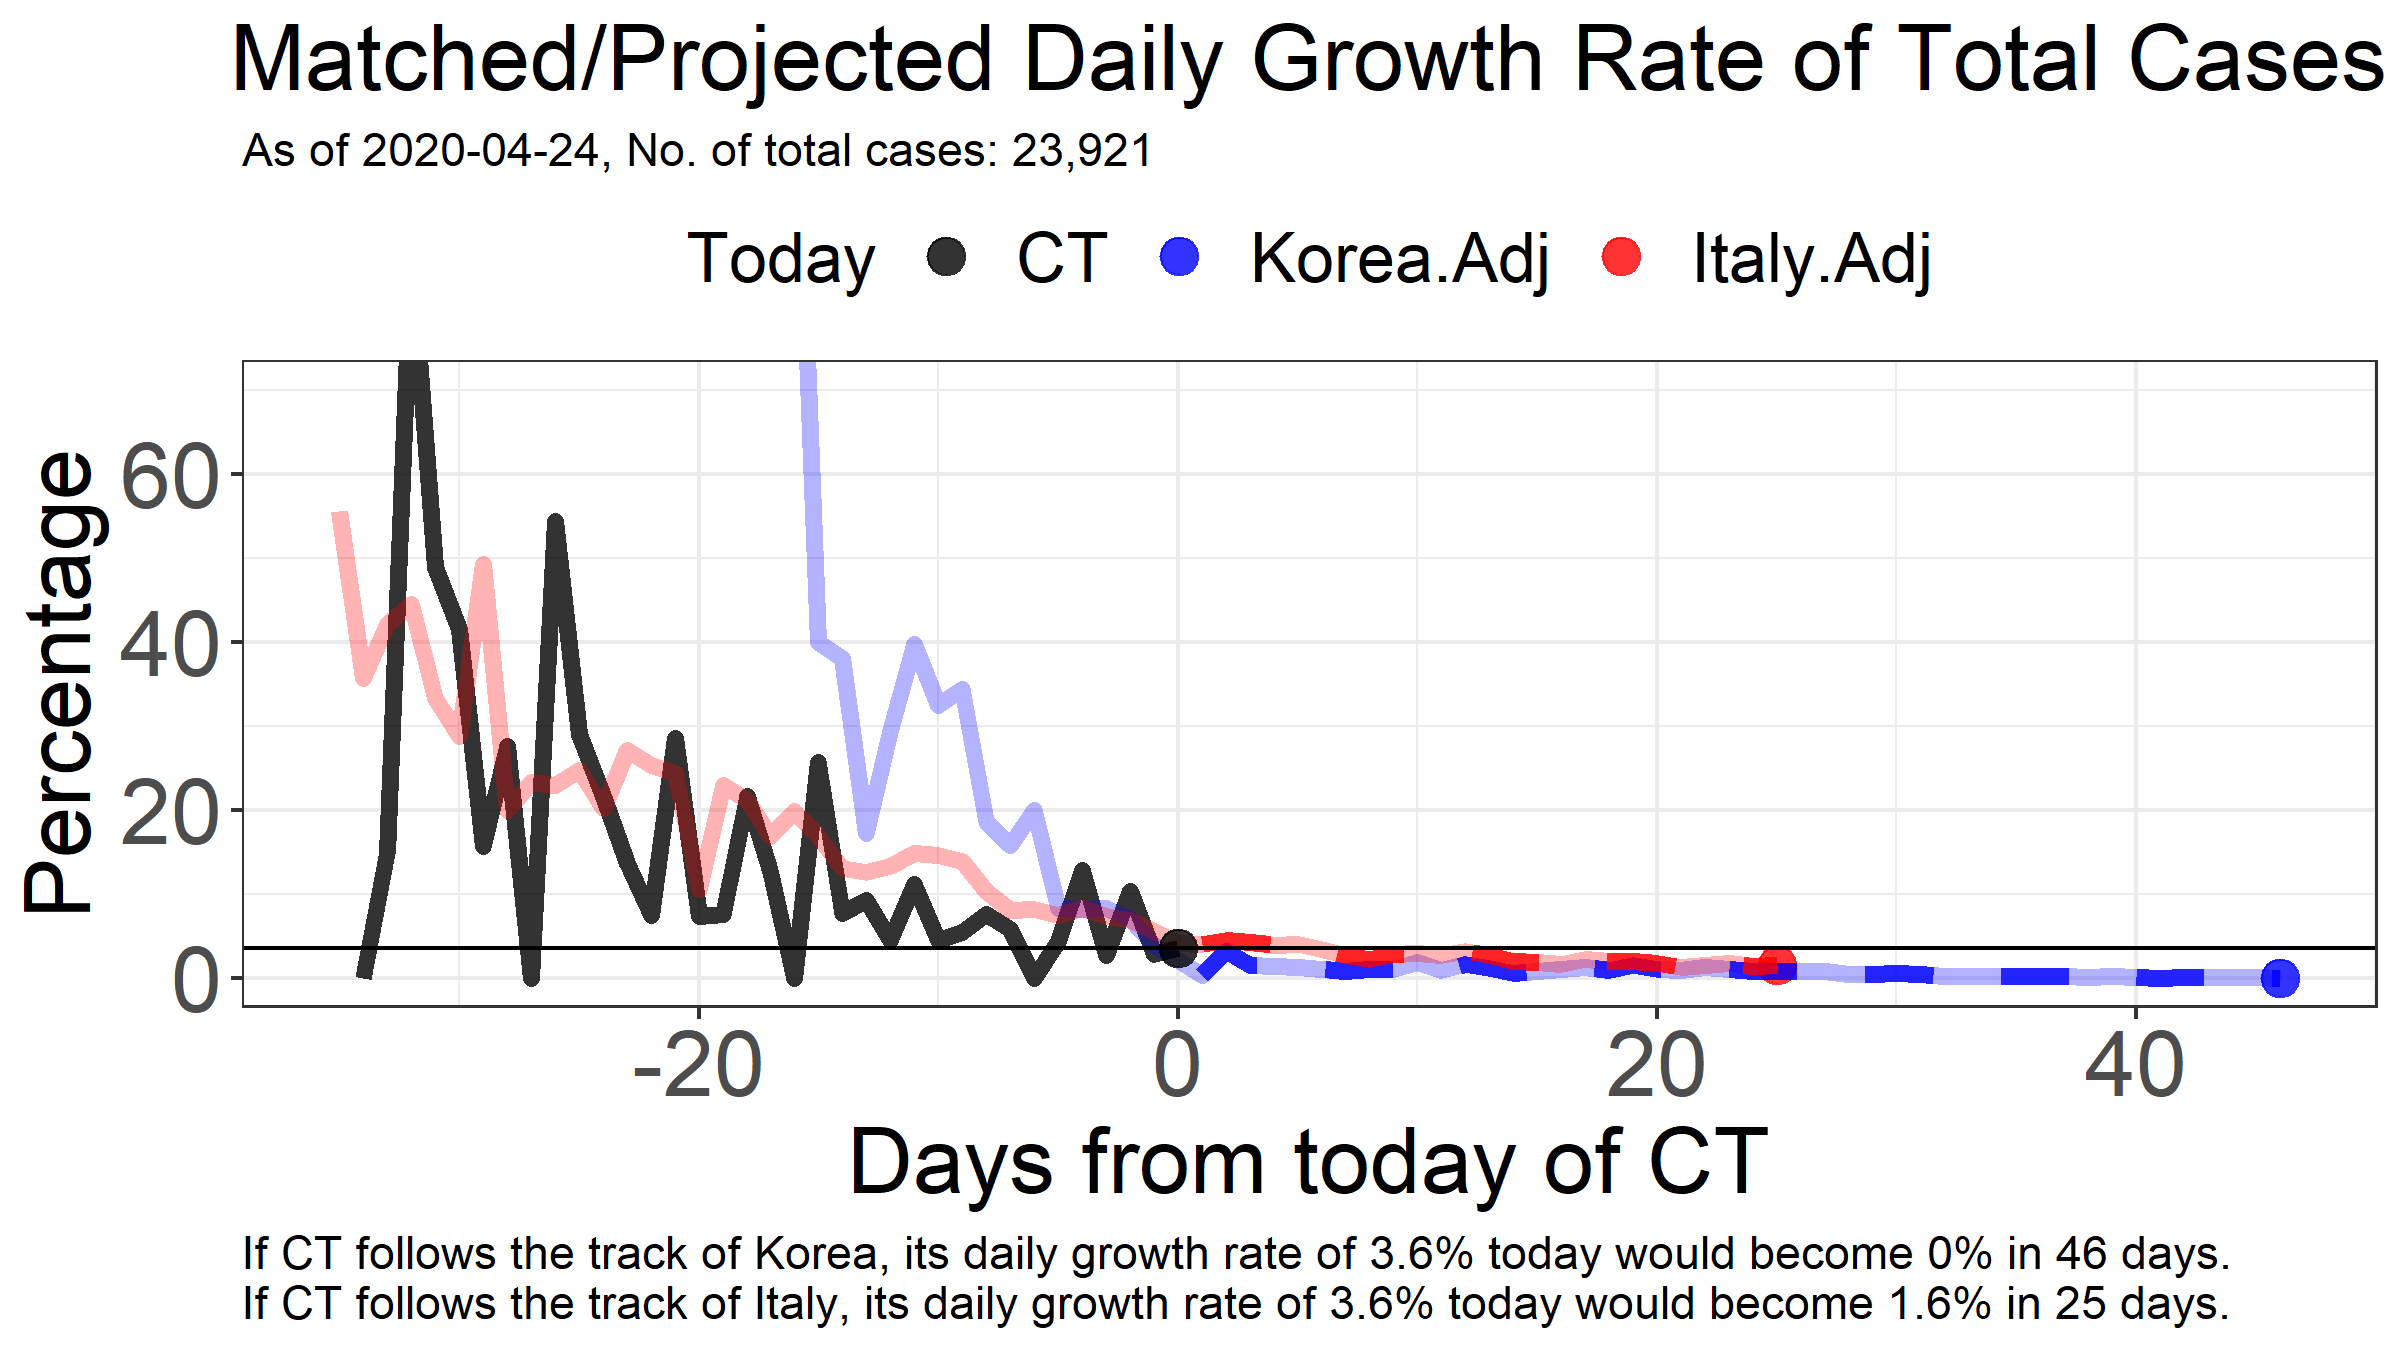 Matched/Projected Daily Growth Rate of Total Cases
As of 2020-04-24, No. of total cases: 23,921
Today CT Korea.Adj Italy.Adj
Percentage
60
40
20
0
-20 0 20 40
Days from today of CT
If CT follows the track of Korea, its daily growth rate of 3.6% today would become 0% in 46 days.
If CT follows the track of Italy, its daily growth rate of 3.6% today would become 1.6% in 25 days.